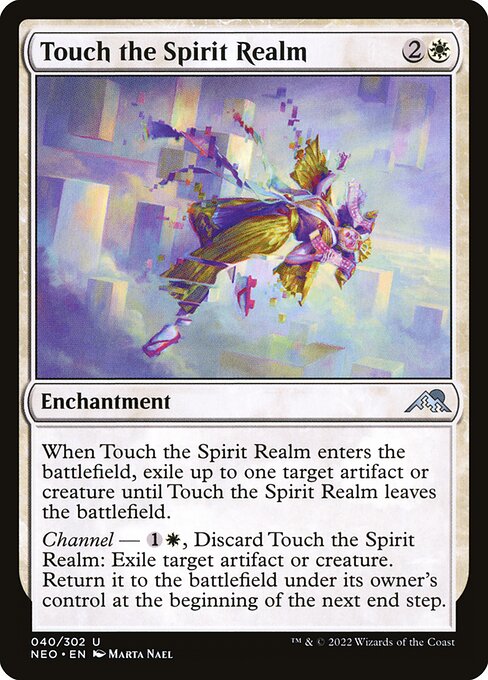 Touch the Spirit Realm 2
Enchantment
When Touch the Spirit Realm enters the
battlefield, exile up to one target artifact or
creature until Touch the Spirit Realm leaves
the battlefield.
Channel — 1, Discard Touch the Spirit
Realm: Exile target artifact or creature.
Return it to the battlefield under its owner's
control at the beginning of the next end step.
040/302 U
NEO • EN Marta Nael
™ & © 2022 Wizards of the Coast